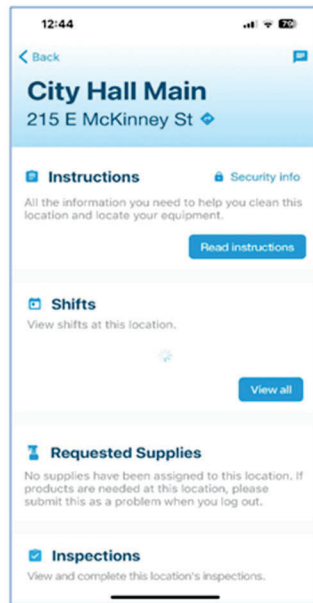 12:44
79
Back
City Hall Main
215 E McKinney St
Instructions
Security info
All the information you need to help you clean this
location and locate your equipment.
Read instructions
Shifts
View shifts at this location.
View all
Requested Supplies
No supplies have been assigned to this location. If
products are needed at this location, please
submit this as a problem when you log out.
Inspections
View and complete this location's inspections.